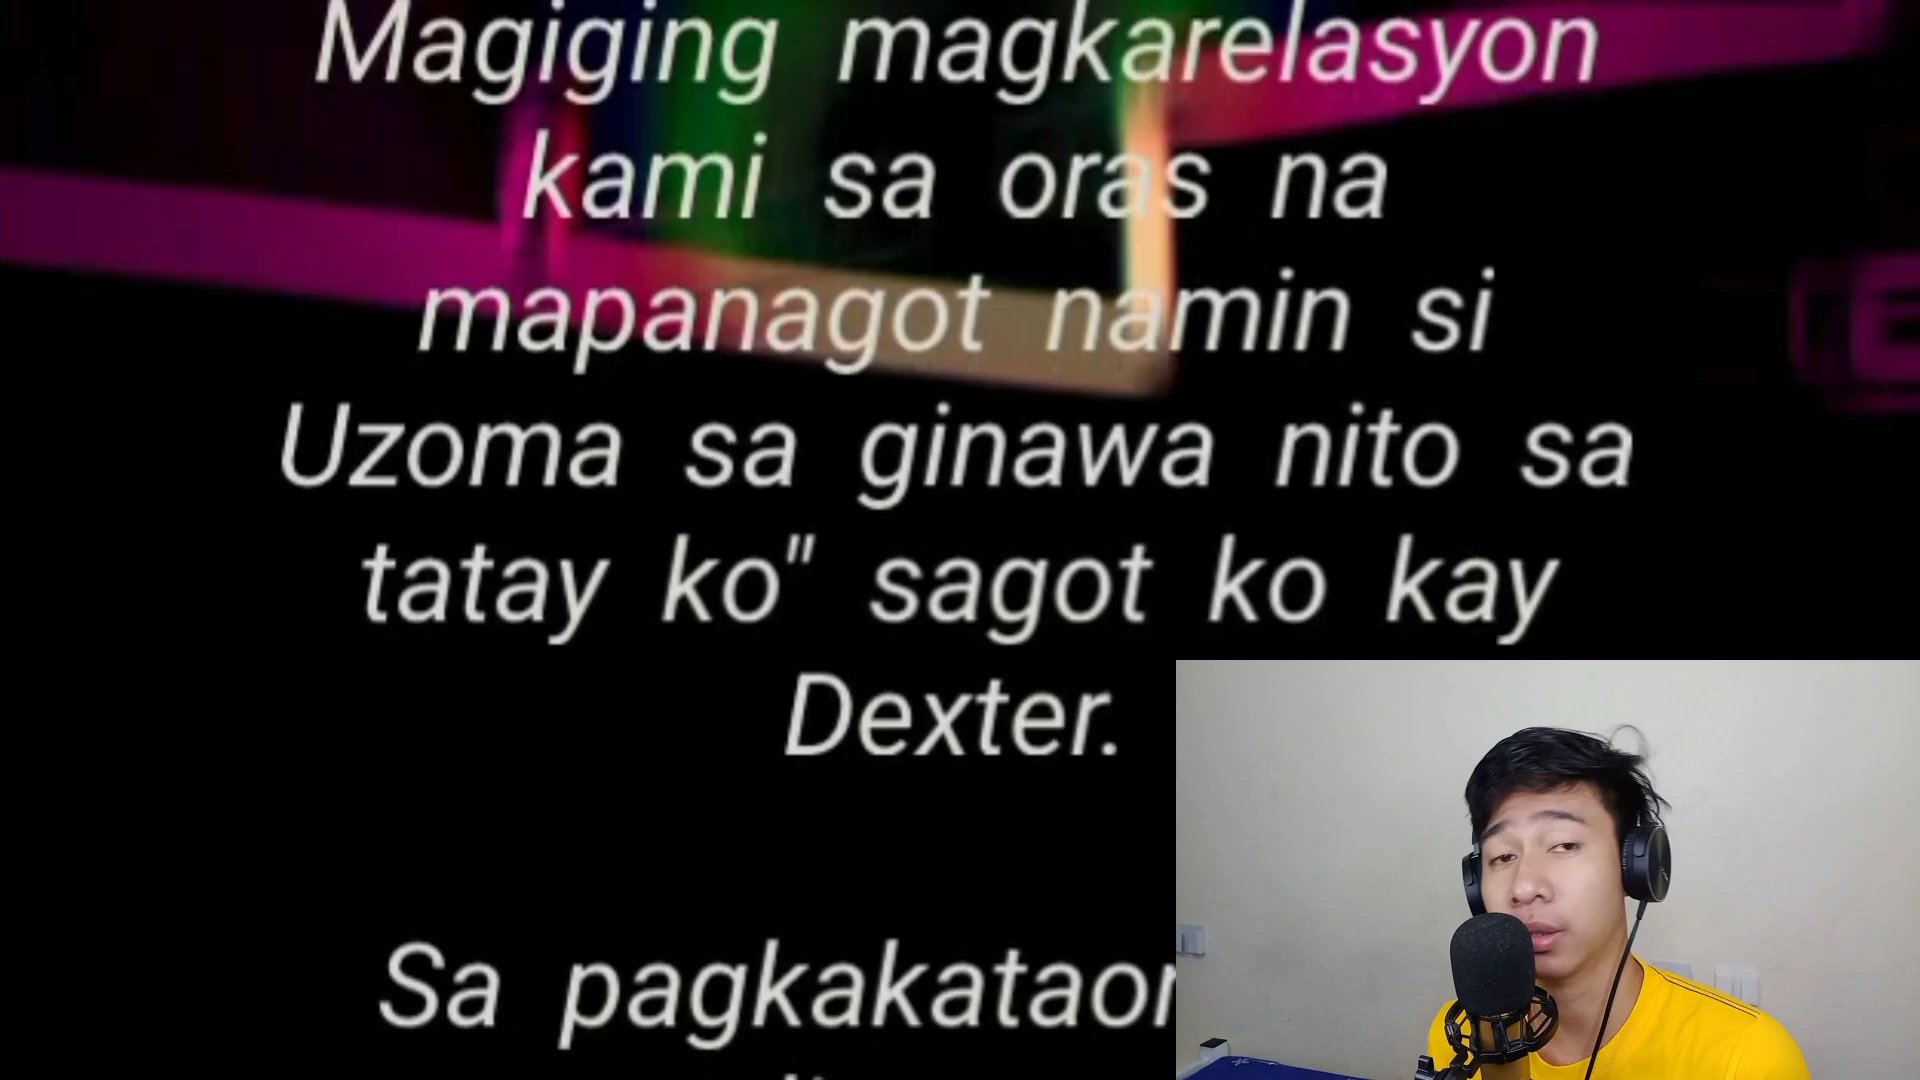 Magiging magkarelasyon
kami sa oras na
mapanagot namin si
Uzoma sa ginawa nito sa
tatay ko" sagot ko kay
Dexter.
Sa